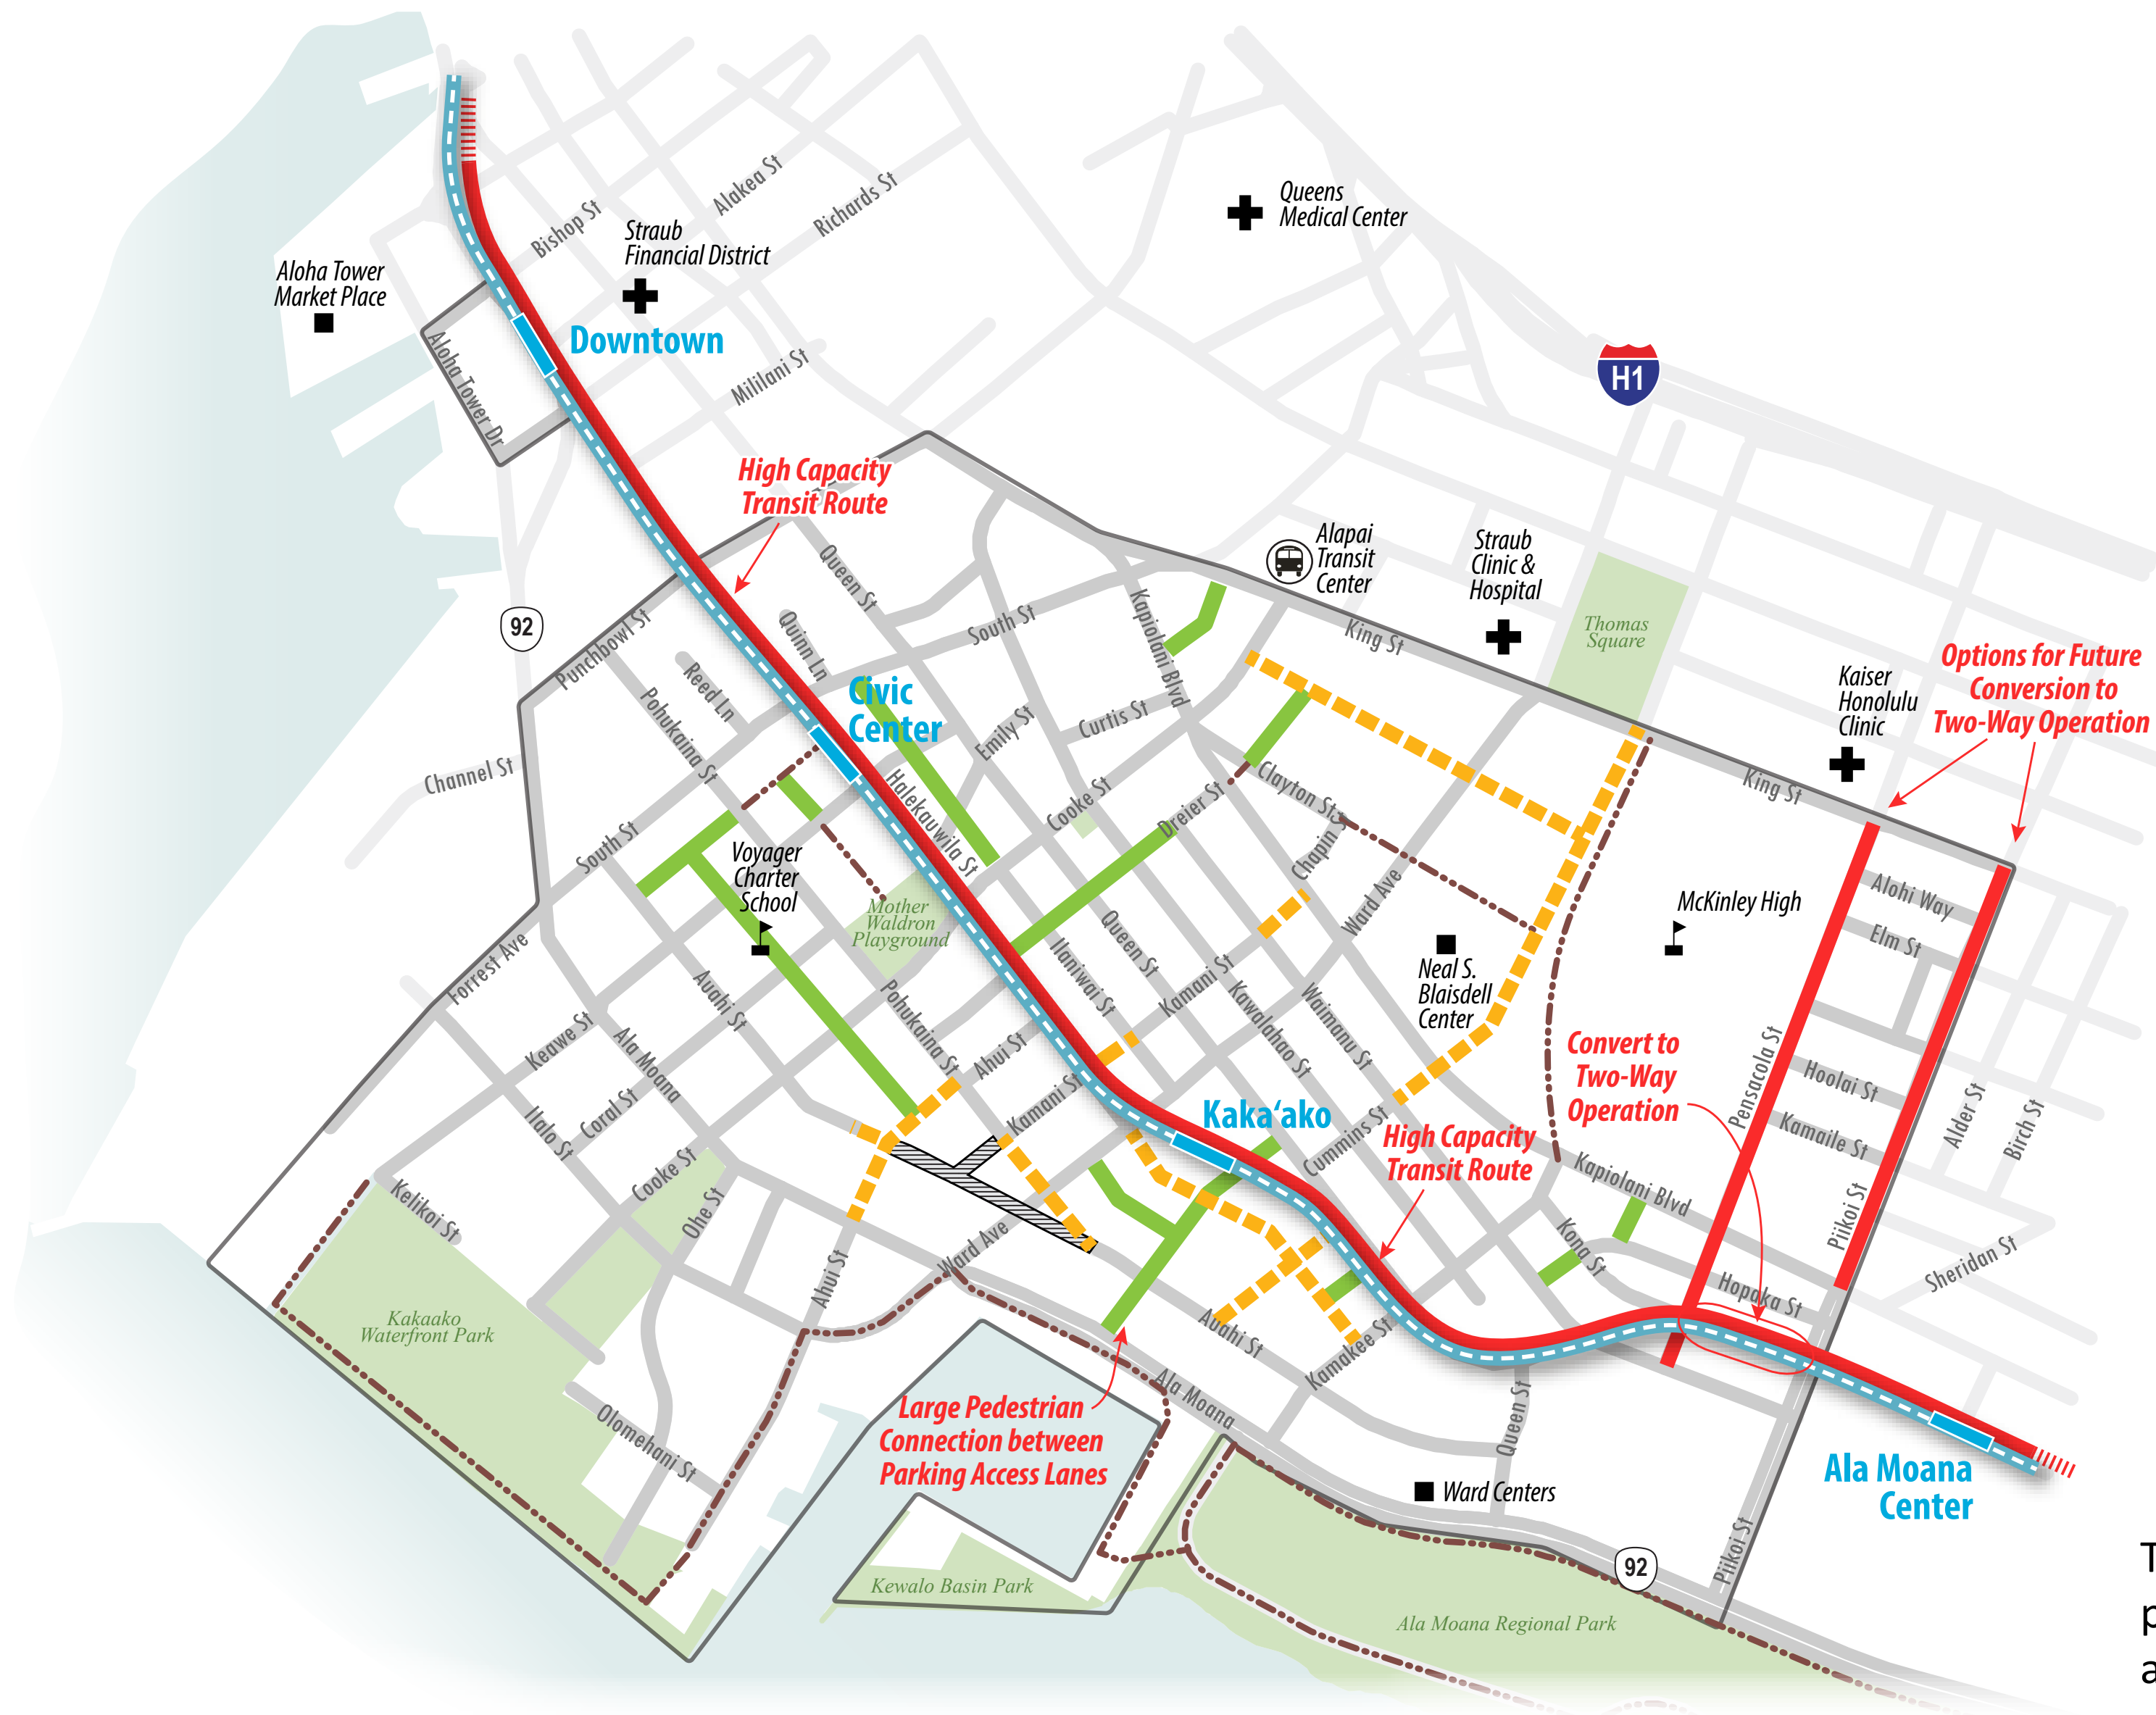 Queens
Medical Center
Alakea St
Richards St
Bishop St
Straub
Financial District
Aloha Tower
Market Place
Downtown
Aloha Tower Dr
Mililani St
H1
High Capacity
Transit Route
Alapai
Transit
Center
Straub
Clinic &
Hospital
Queen St
92
Punchbowl St
Quinn Ln
South St
Kapiolani Blvd
King St
Thomas
Square
Options for Future
Conversion to
Two-Way Operation
Kaiser
Honolulu
Clinic
Reed Ln
Pohukaina St
Civic
Center
Emily St
Curtis St
Channel St
Halekauwila St
Cooke St
Dreier St
Clayton St
Chapin S
King St
South St
Voyager
Charter
School
Mother
Waldron
Playground
Ward Ave
McKinley High
Alohi Way
Elm St
Forrest Ave
Auahi St
Pohukaina St
Ilaniwai St
Queen St
Kamani St
Kawalahao St
Waimanu St
Neal S.
Blaisdell
Center
Keawe St
Ala Moana
Ahui St
Convert to
Two-Way
Operation
Pensacola St
Hoolai St
Kamaile St
Alder St
Birch St
Ilalo St
Coral St
Kamani St
Kaka‘ako
Cummins St
High Capacity
Transit Route
Kapiolani Blvd
Piikoi St
Sheridan St
Kelikoi St
Cooke St
Ohe St
Ahui St
Ward Ave
Kona St
Hopaka St
Kakaako
Waterfront Park
Auahi St
Kamakee St
Ala Moana
Queen St
Large Pedestrian
Connection between
Parking Access Lanes
Olomehani St
Ward Centers
Ala Moana
Center
Piikoi St
92
Kewalo Basin Park
Ala Moana Regional Park
T
p
a